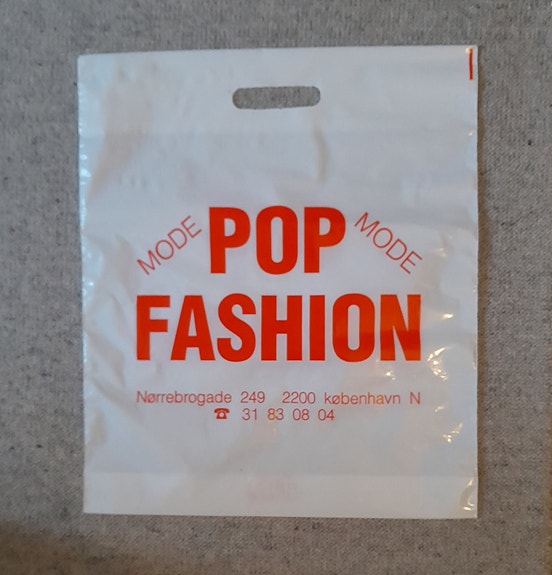 MODE POP MODE
FASHION
Nørrebrogade 249 2200 københavn N
☎ 31 83 08 04